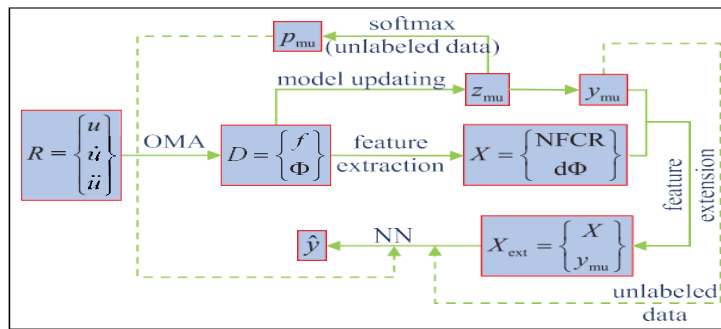 softmax
p_mu
(unlabeled data)
model updating
z_mu
y_mu
R = { u
u̇
ü }
OMA
D = { f
Φ }
feature
extraction
X = { NFCR
dΦ }
feature
extension
ŷ
NN
X_ext = { X
y_mu }
unlabeled
data